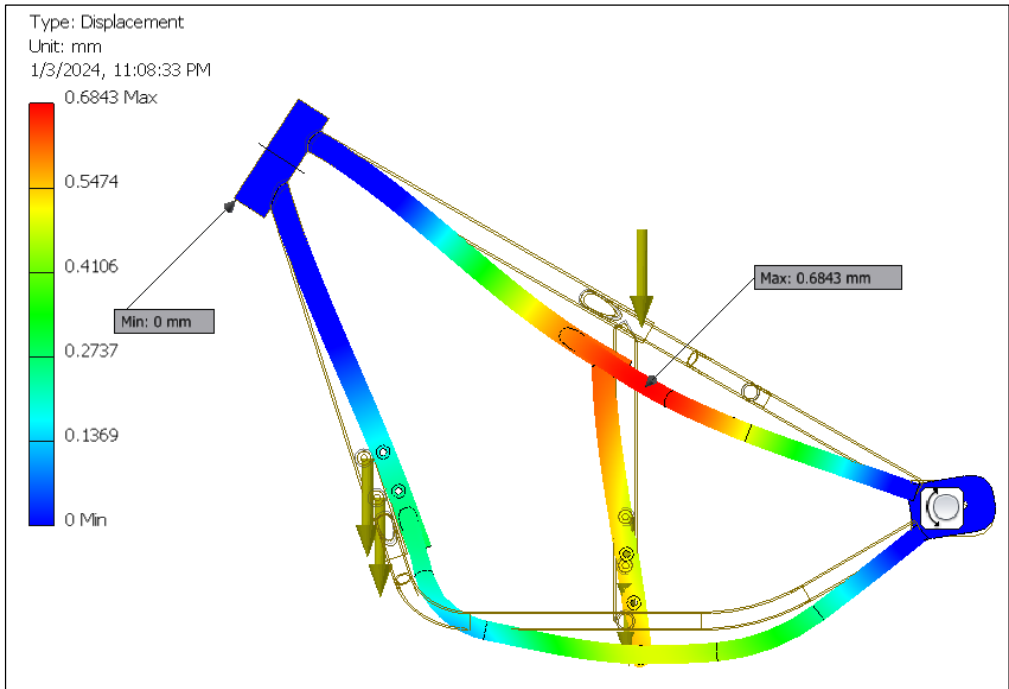 Type: Displacement
Unit: mm
1/3/2024, 11:08:33 PM
0.6843 Max
0.5474
0.4106
0.2737
0.1369
0 Min
Min: 0 mm
Max: 0.6843 mm